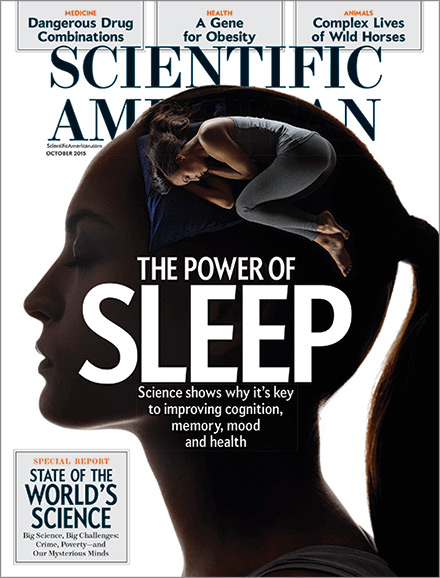 MEDICINE
Dangerous Drug
Combinations
HEALTH
A Gene
for Obesity
ANIMALS
Complex Lives
of Wild Horses
SCIENTIFIC
AMERICAN
ScientificAmerican.com
OCTOBER 2015
THE POWER OF
SLEEP
Science shows why it's key
to improving cognition,
memory, mood
and health
SPECIAL REPORT
STATE OF THE
WORLD'S
SCIENCE
Big Science, Big Challenges:
Crime, Poverty—and
Our Mysterious Minds